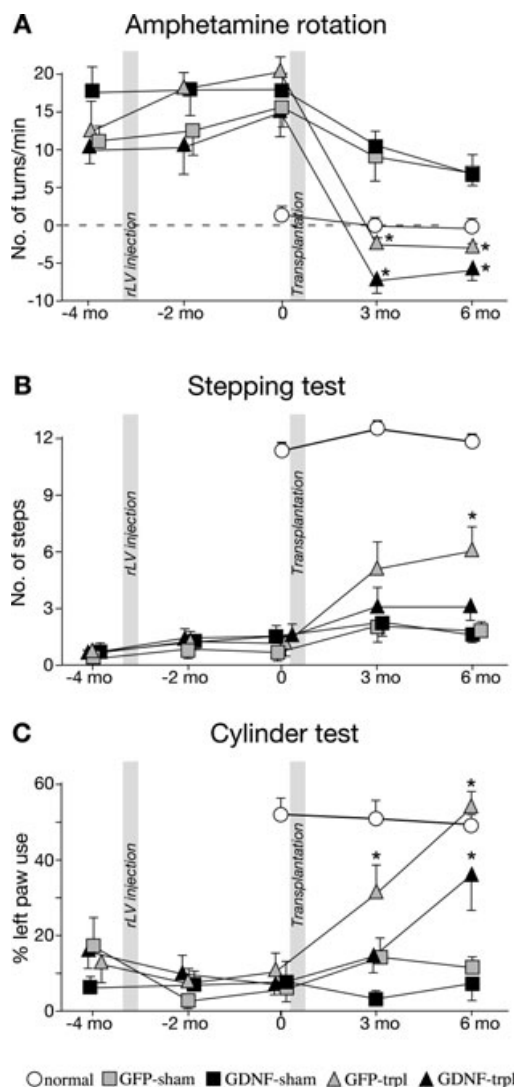 A Amphetamine rotation
20
15
10
5
0
-5
-10
No. of turns/min
rLV injection
Transplantation
* *
* *
-4 mo -2 mo 0 3 mo 6 mo
B Stepping test
12
9
6
3
0
No. of steps
rLV injection
Transplantation
*
-4 mo -2 mo 0 3 mo 6 mo
C Cylinder test
60
40
20
0
% left paw use
rLV injection
Transplantation
*
* *
-4 mo -2 mo 0 3 mo 6 mo
normal GFP-sham GDNF-sham GFP-trpl GDNF-trpl